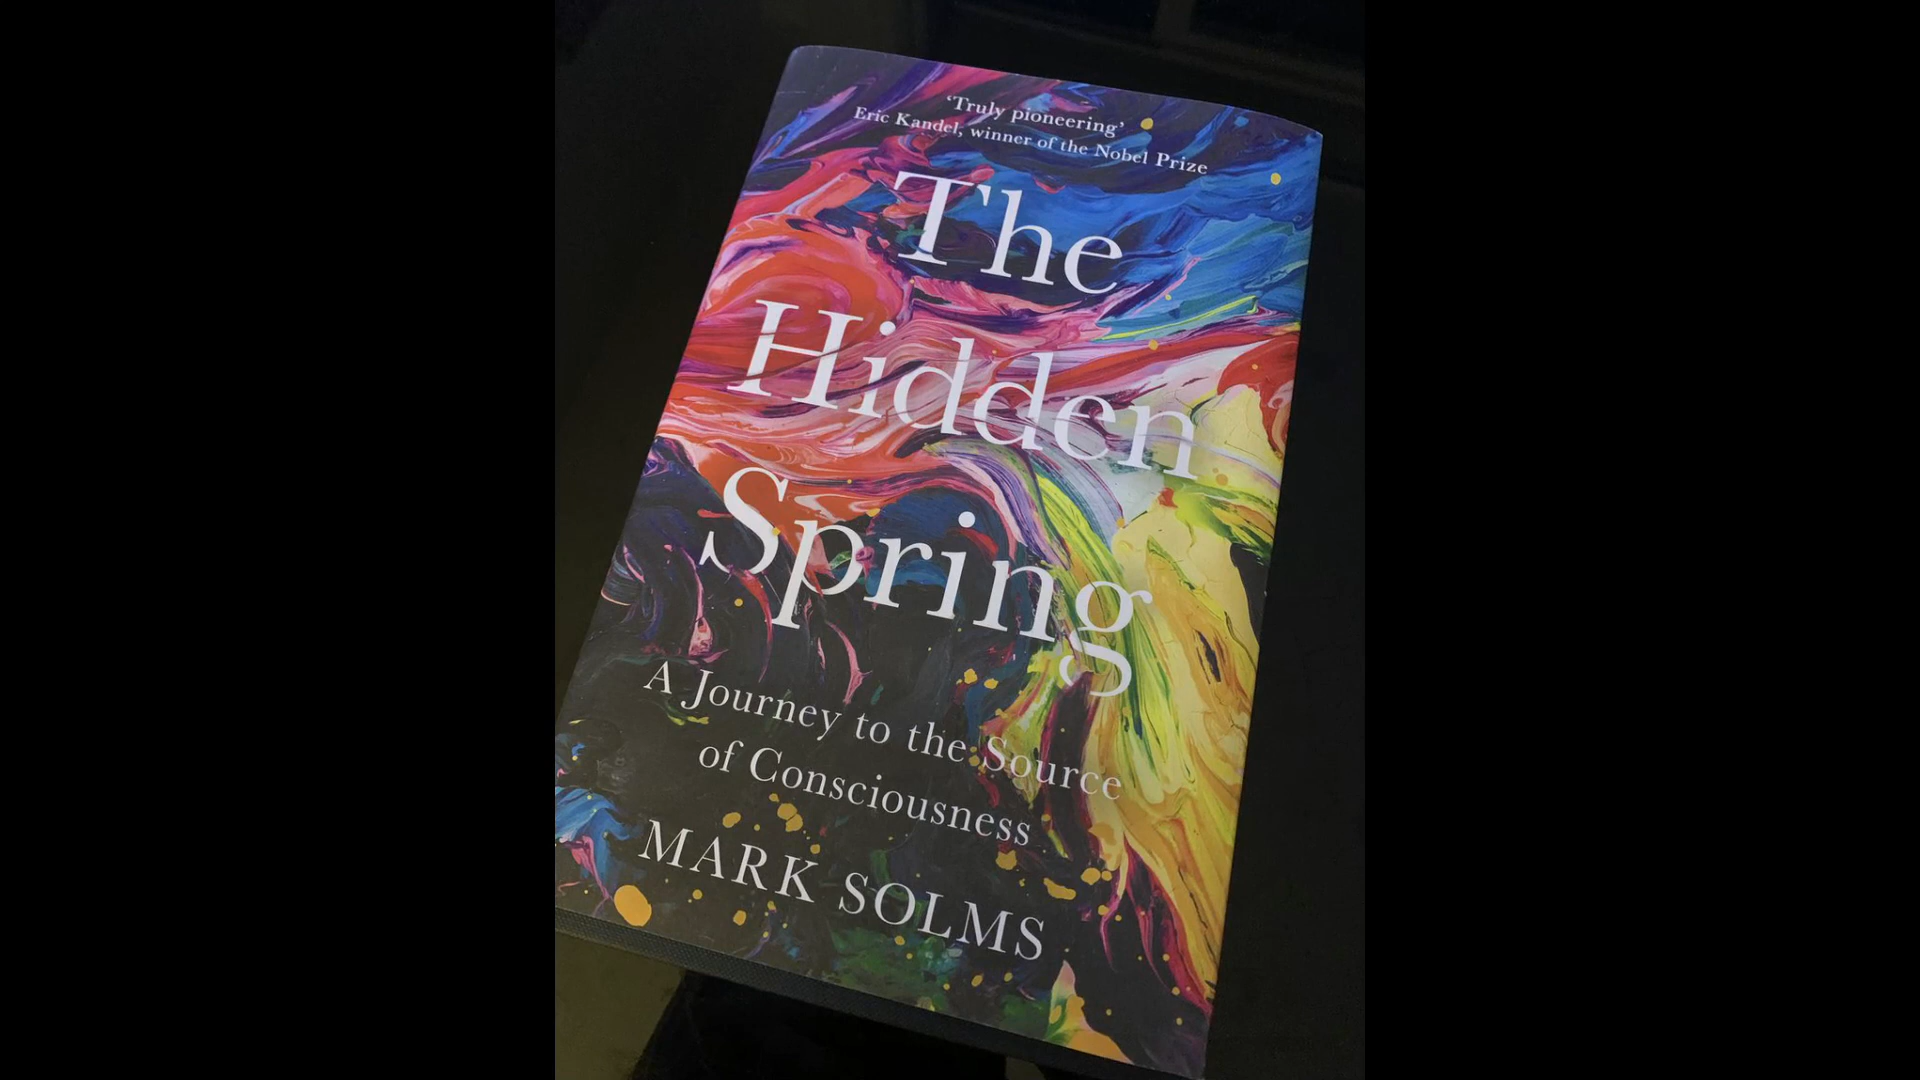 ‘Truly pioneering’
Eric Kandel, winner of the Nobel Prize
The
Hidden
Spring
A Journey to the Source
of Consciousness
MARK SOLMS